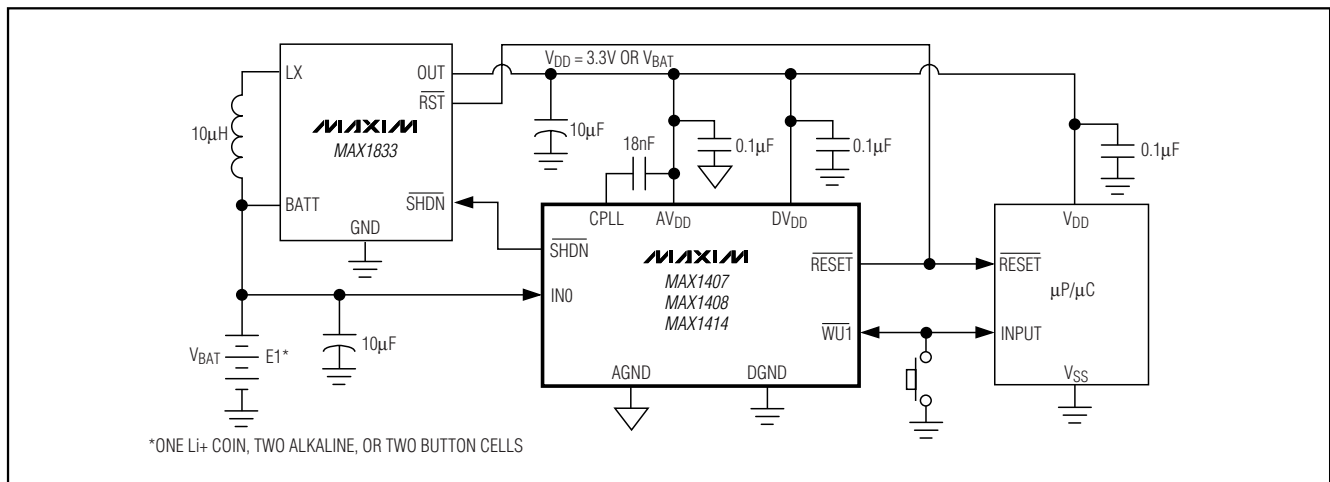 V_DD = 3.3V OR V_BAT
LX
OUT
RST
10µH
MAXIM
MAX1833
BATT
SHDN
GND
10µF
18nF
0.1µF
0.1µF
0.1µF
CPLL
AV_DD
DV_DD
V_DD
SHDN
MAXIM
MAX1407
MAX1408
MAX1414
RESET
RESET
µP/µC
IN0
WU1
INPUT
V_BAT
E1*
10µF
AGND
DGND
V_SS
*ONE Li+ COIN, TWO ALKALINE, OR TWO BUTTON CELLS